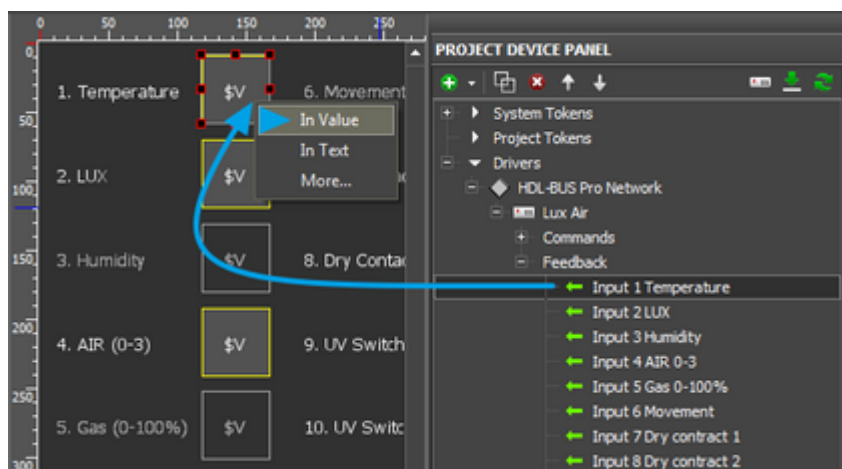 0 50 100 150 200 250
0
50
100
150
200
250
300
1. Temperature $V 6. Movement
2. LUX $V
3. Humidity $V 8. Dry Contac
4. AIR (0-3) $V 9. UV Switch
5. Gas (0-100%) $V 10. UV Switc
In Value
In Text
More...
PROJECT DEVICE PANEL
System Tokens
Project Tokens
Drivers
HDL-BUS Pro Network
Lux Air
Commands
Feedback
Input 1 Temperature
Input 2 LUX
Input 3 Humidity
Input 4 AIR 0-3
Input 5 Gas 0-100%
Input 6 Movement
Input 7 Dry contract 1
Input 8 Dry contract 2